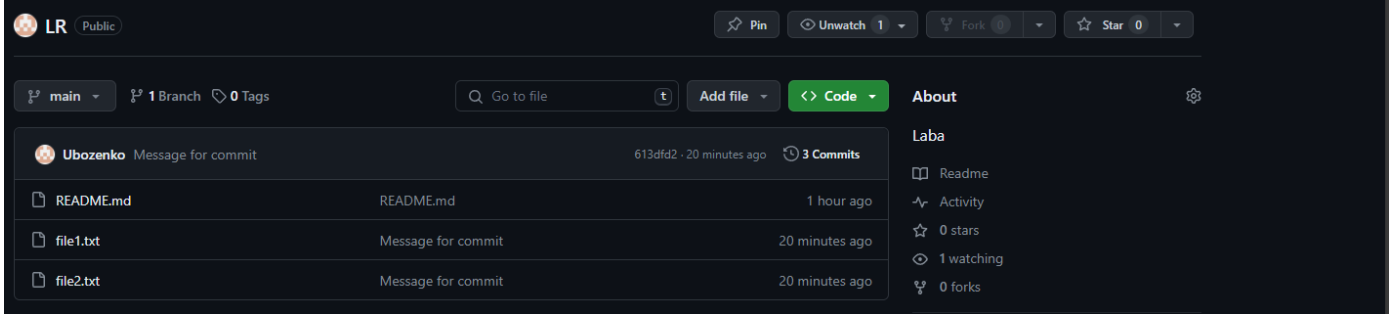 LR Public Pin Unwatch 1 Fork 0 Star 0
main 1 Branch 0 Tags Go to file t Add file Code
Ubozenko Message for commit 613dfd2 · 20 minutes ago 3 Commits
README.md README.md 1 hour ago
file1.txt Message for commit 20 minutes ago
file2.txt Message for commit 20 minutes ago
About
Laba
Readme
Activity
0 stars
1 watching
0 forks